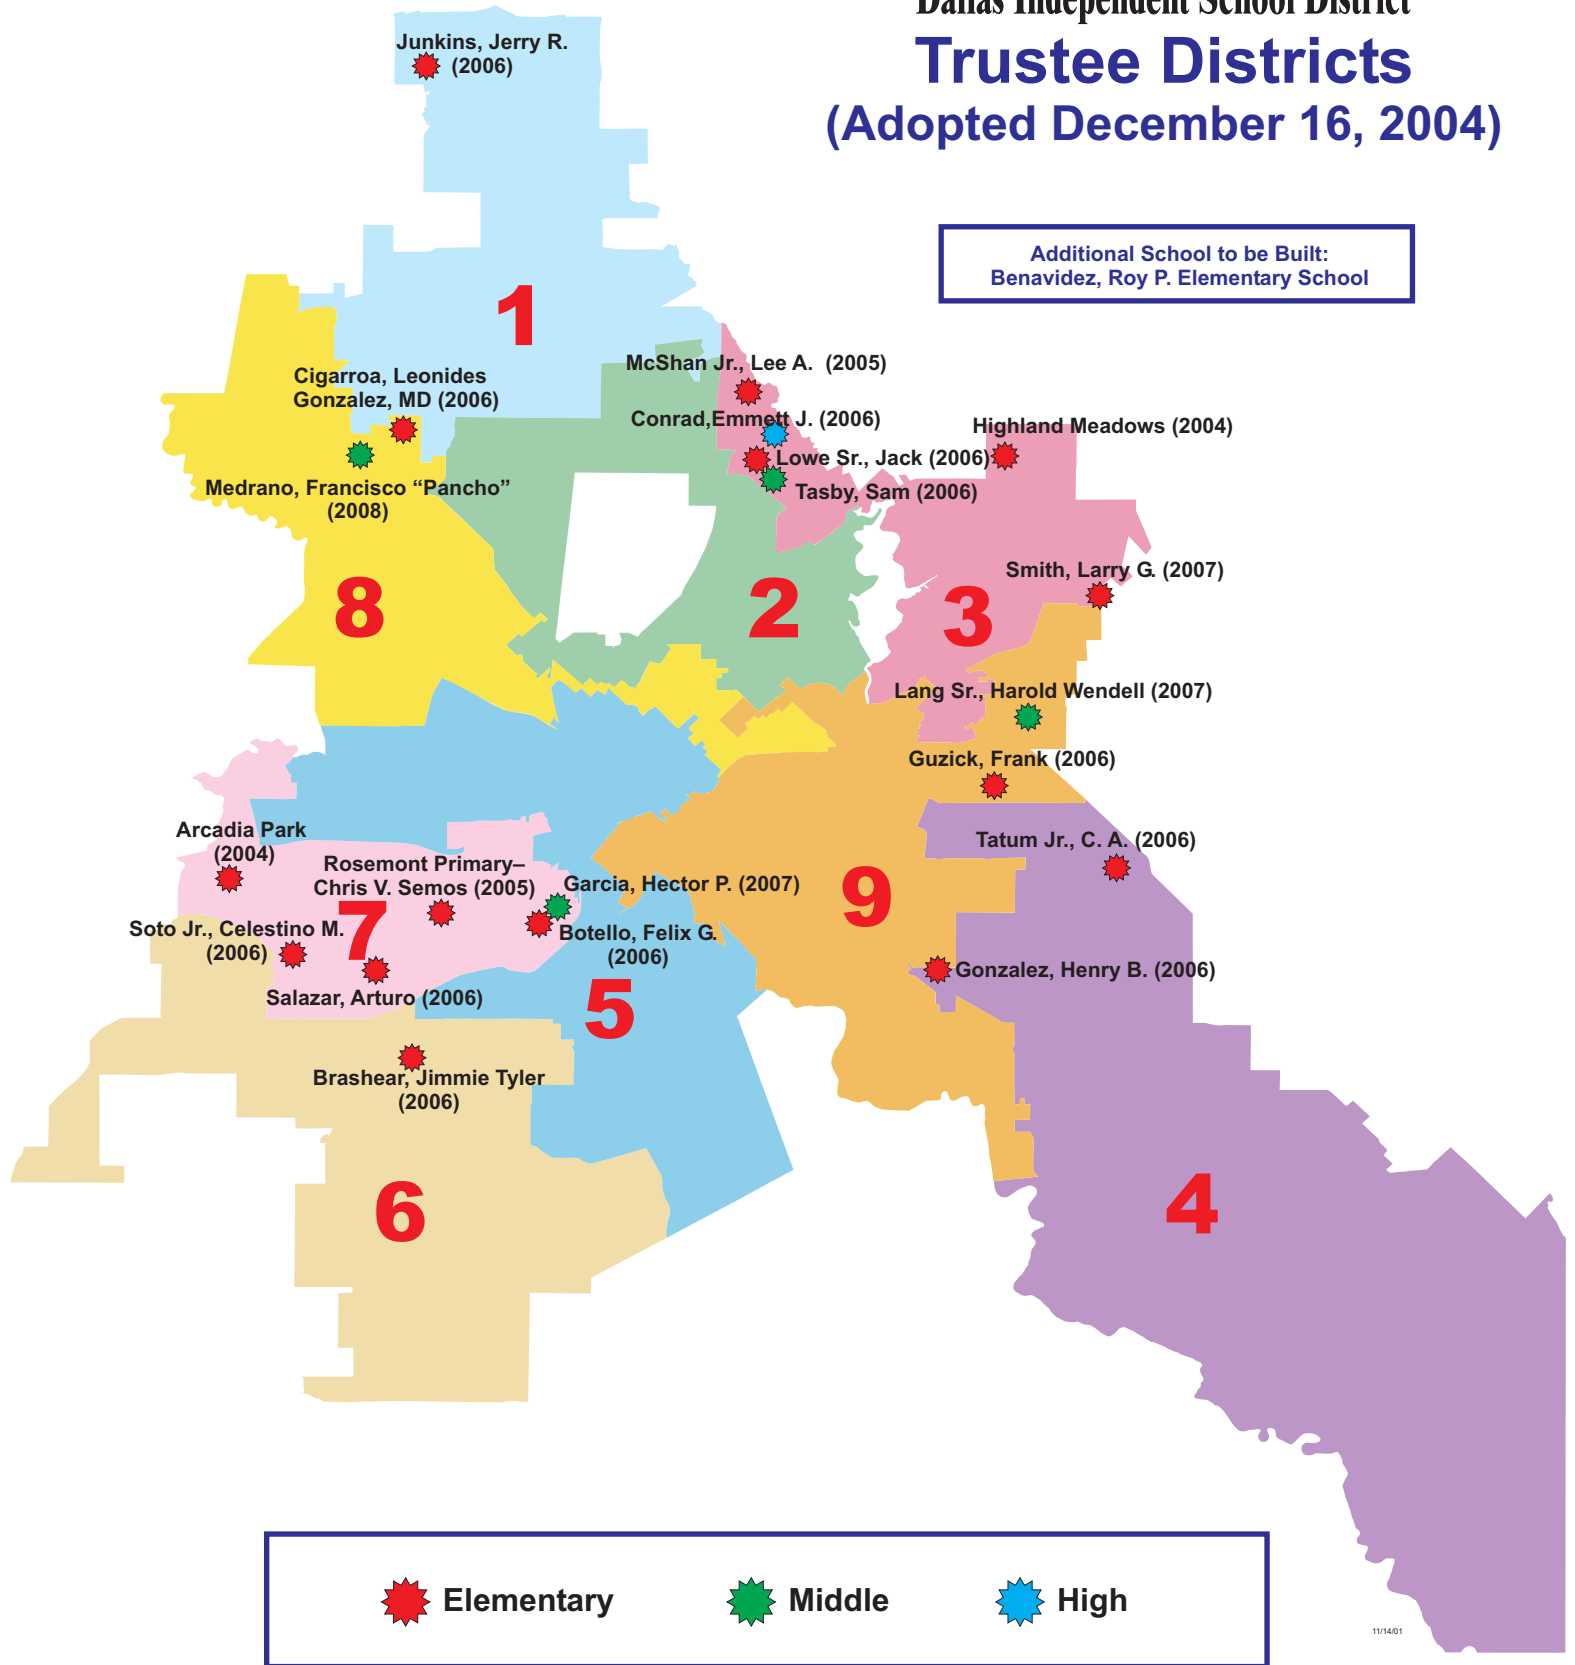 Dallas Independent School District
Trustee Districts
(Adopted December 16, 2004)
Additional School to be Built:
Benavidez, Roy P. Elementary School
Junkins, Jerry R.
(2006)
1
McShan Jr., Lee A. (2005)
Cigarroa, Leonides
Gonzalez, MD (2006)
Conrad,Emmett J. (2006)
Highland Meadows (2004)
Lowe Sr., Jack (2006)
Medrano, Francisco “Pancho”
(2008)
Tasby, Sam (2006)
Smith, Larry G. (2007)
8
2
3
Lang Sr., Harold Wendell (2007)
Guzick, Frank (2006)
Arcadia Park
(2004)
Tatum Jr., C. A. (2006)
Rosemont Primary–
Chris V. Semos (2005)
Garcia, Hector P. (2007)
9
7
Soto Jr., Celestino M.
(2006)
Botello, Felix G.
(2006)
Gonzalez, Henry B. (2006)
Salazar, Arturo (2006)
5
Brashear, Jimmie Tyler
(2006)
6
4
Elementary
Middle
High
11/14/01